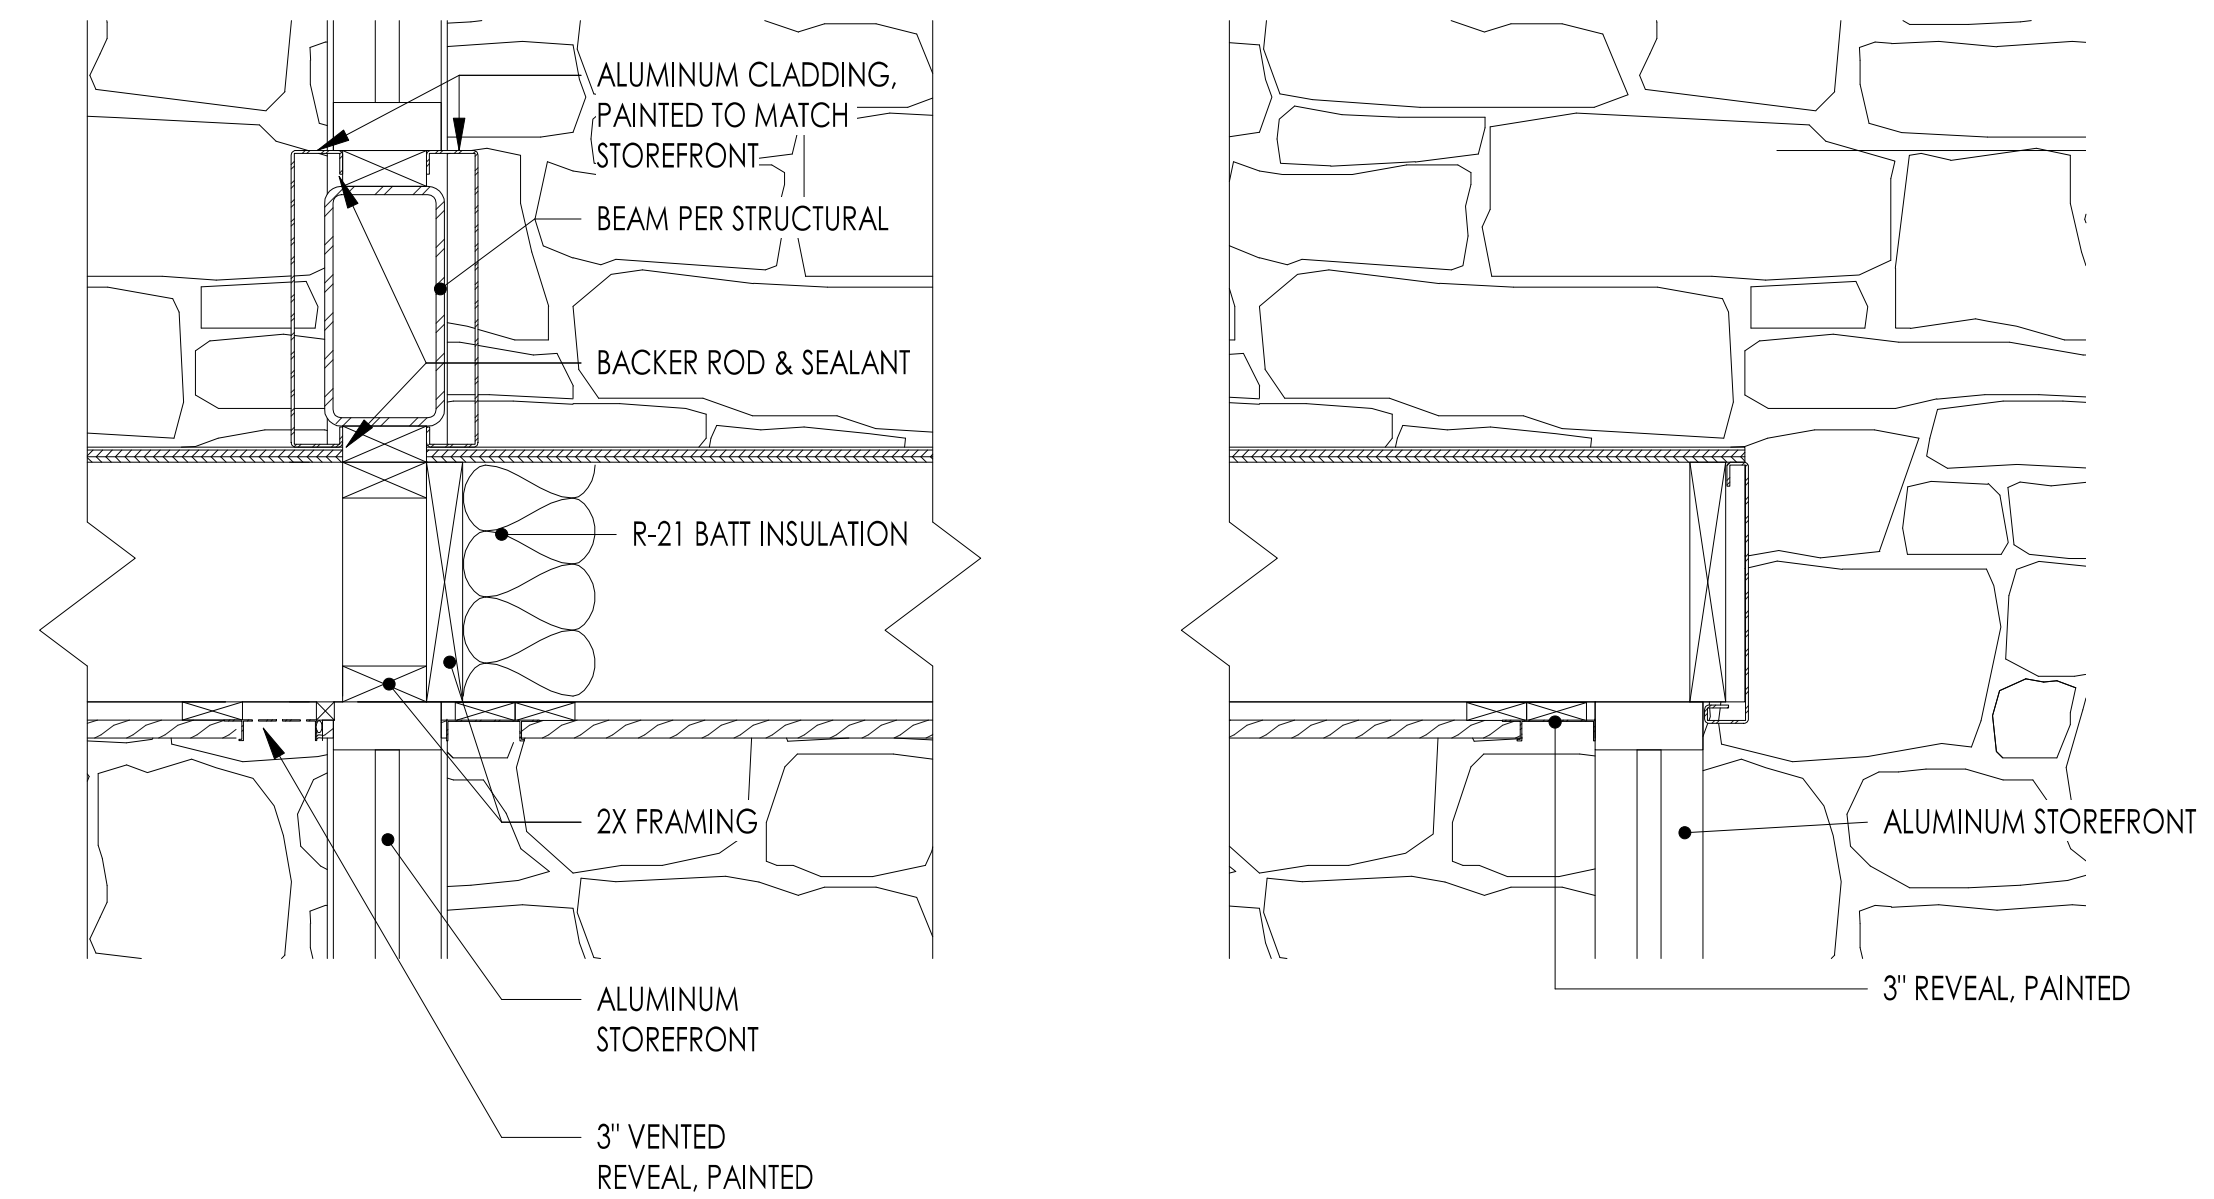 ALUMINUM CLADDING,
PAINTED TO MATCH
STOREFRONT
BEAM PER STRUCTURAL
BACKER ROD & SEALANT
R-21 BATT INSULATION
2X FRAMING
ALUMINUM
STOREFRONT
3" VENTED
REVEAL, PAINTED
ALUMINUM STOREFRONT
3" REVEAL, PAINTED